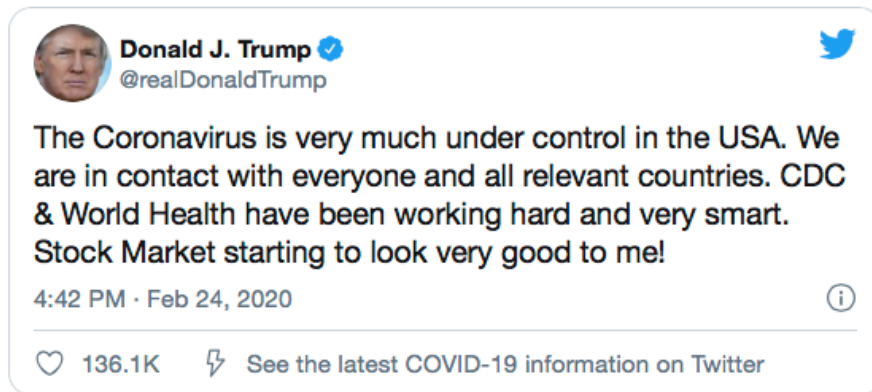 Donald J. Trump
@realDonaldTrump
The Coronavirus is very much under control in the USA. We
are in contact with everyone and all relevant countries. CDC
& World Health have been working hard and very smart.
Stock Market starting to look very good to me!
4:42 PM · Feb 24, 2020
136.1K See the latest COVID-19 information on Twitter